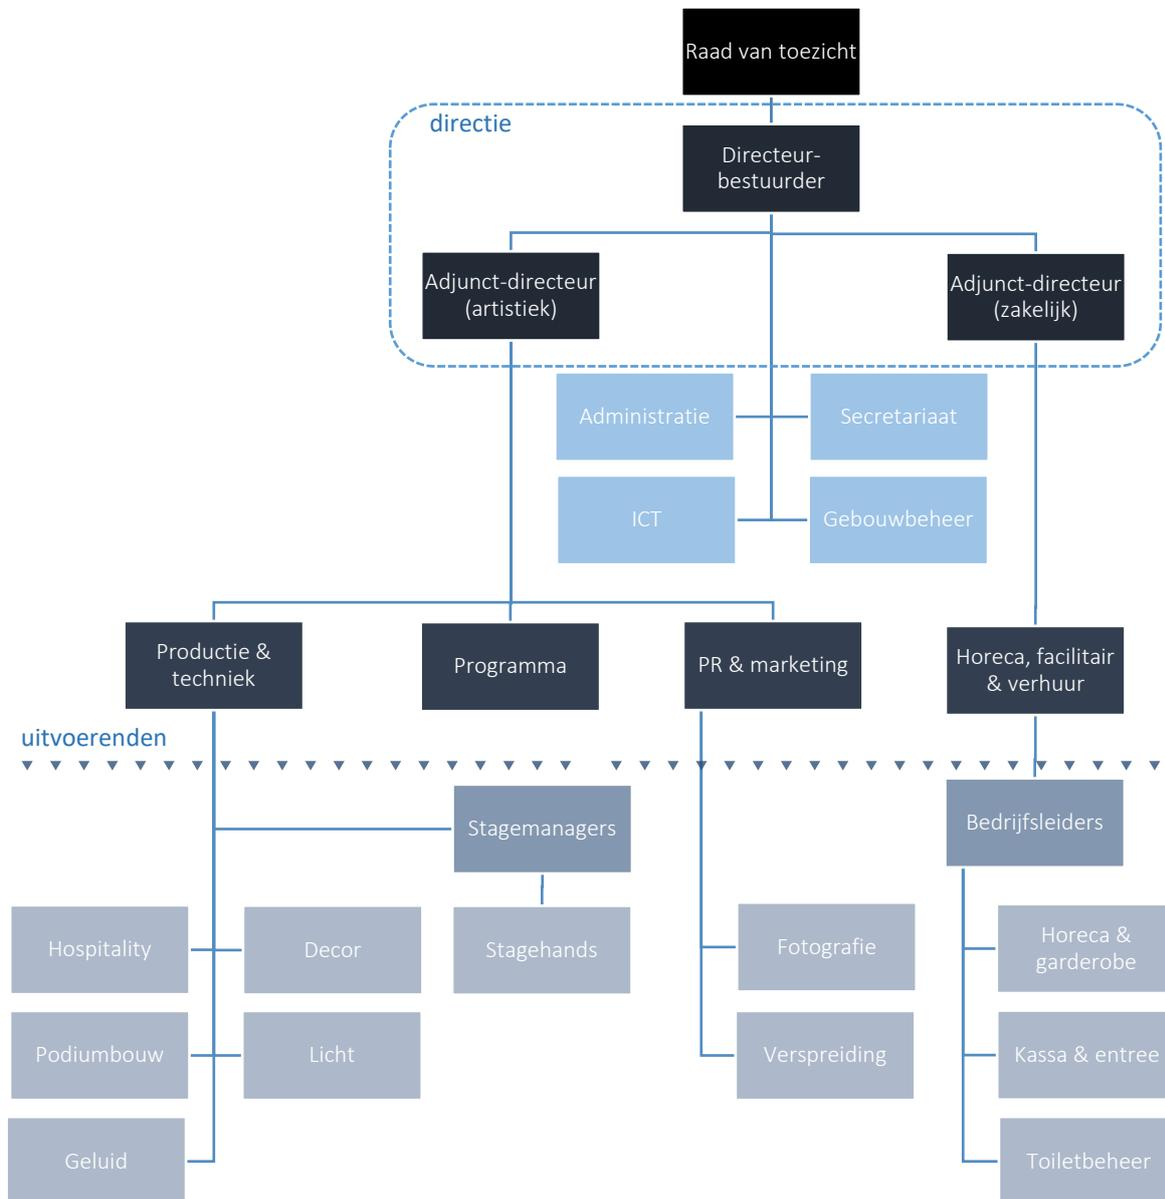 Raad van toezicht
directie
Directeur-
bestuurder
Adjunct-directeur
(artistiek)
Adjunct-directeur
(zakelijk)
Administratie
Secretariaat
ICT
Gebouwbeheer
Productie &
techniek
Programma
PR & marketing
Horeca, facilitair
& verhuur
uitvoerenden
Stagemanagers
Bedrijfsleiders
Hospitality
Decor
Stagehands
Fotografie
Horeca &
garderobe
Podiumbouw
Licht
Verspreiding
Kassa & entree
Geluid
Toiletbeheer